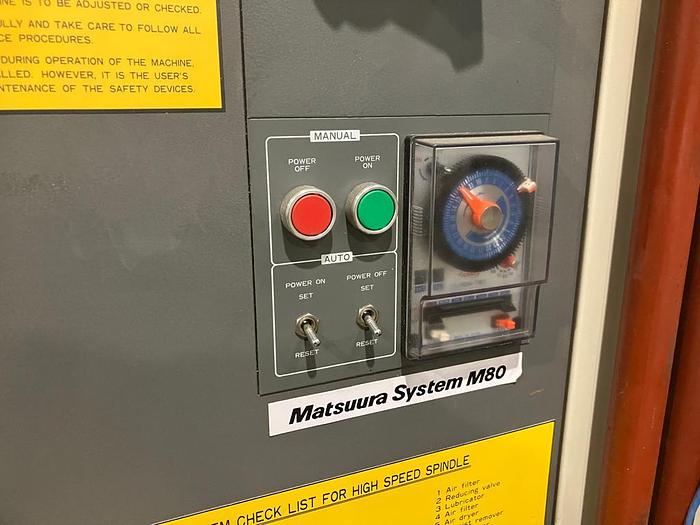 NE IS TO BE ADJUSTED OR CHECKED.
ULLY AND TAKE CARE TO FOLLOW ALL
CE PROCEDURES.
DURING OPERATION OF THE MACHINE,
ALLED. HOWEVER, IT IS THE USER'S
NTENANCE OF THE SAFETY DEVICES.
MANUAL
POWER OFF
POWER ON
AUTO
POWER ON
SET
RESET
POWER OFF
SET
RESET
Matsuura System M80
EM CHECK LIST FOR HIGH SPEED SPINDLE
1 Air filter
2 Reducing valve
3 Lubricator
4 Air filter
5 Air dryer
remover